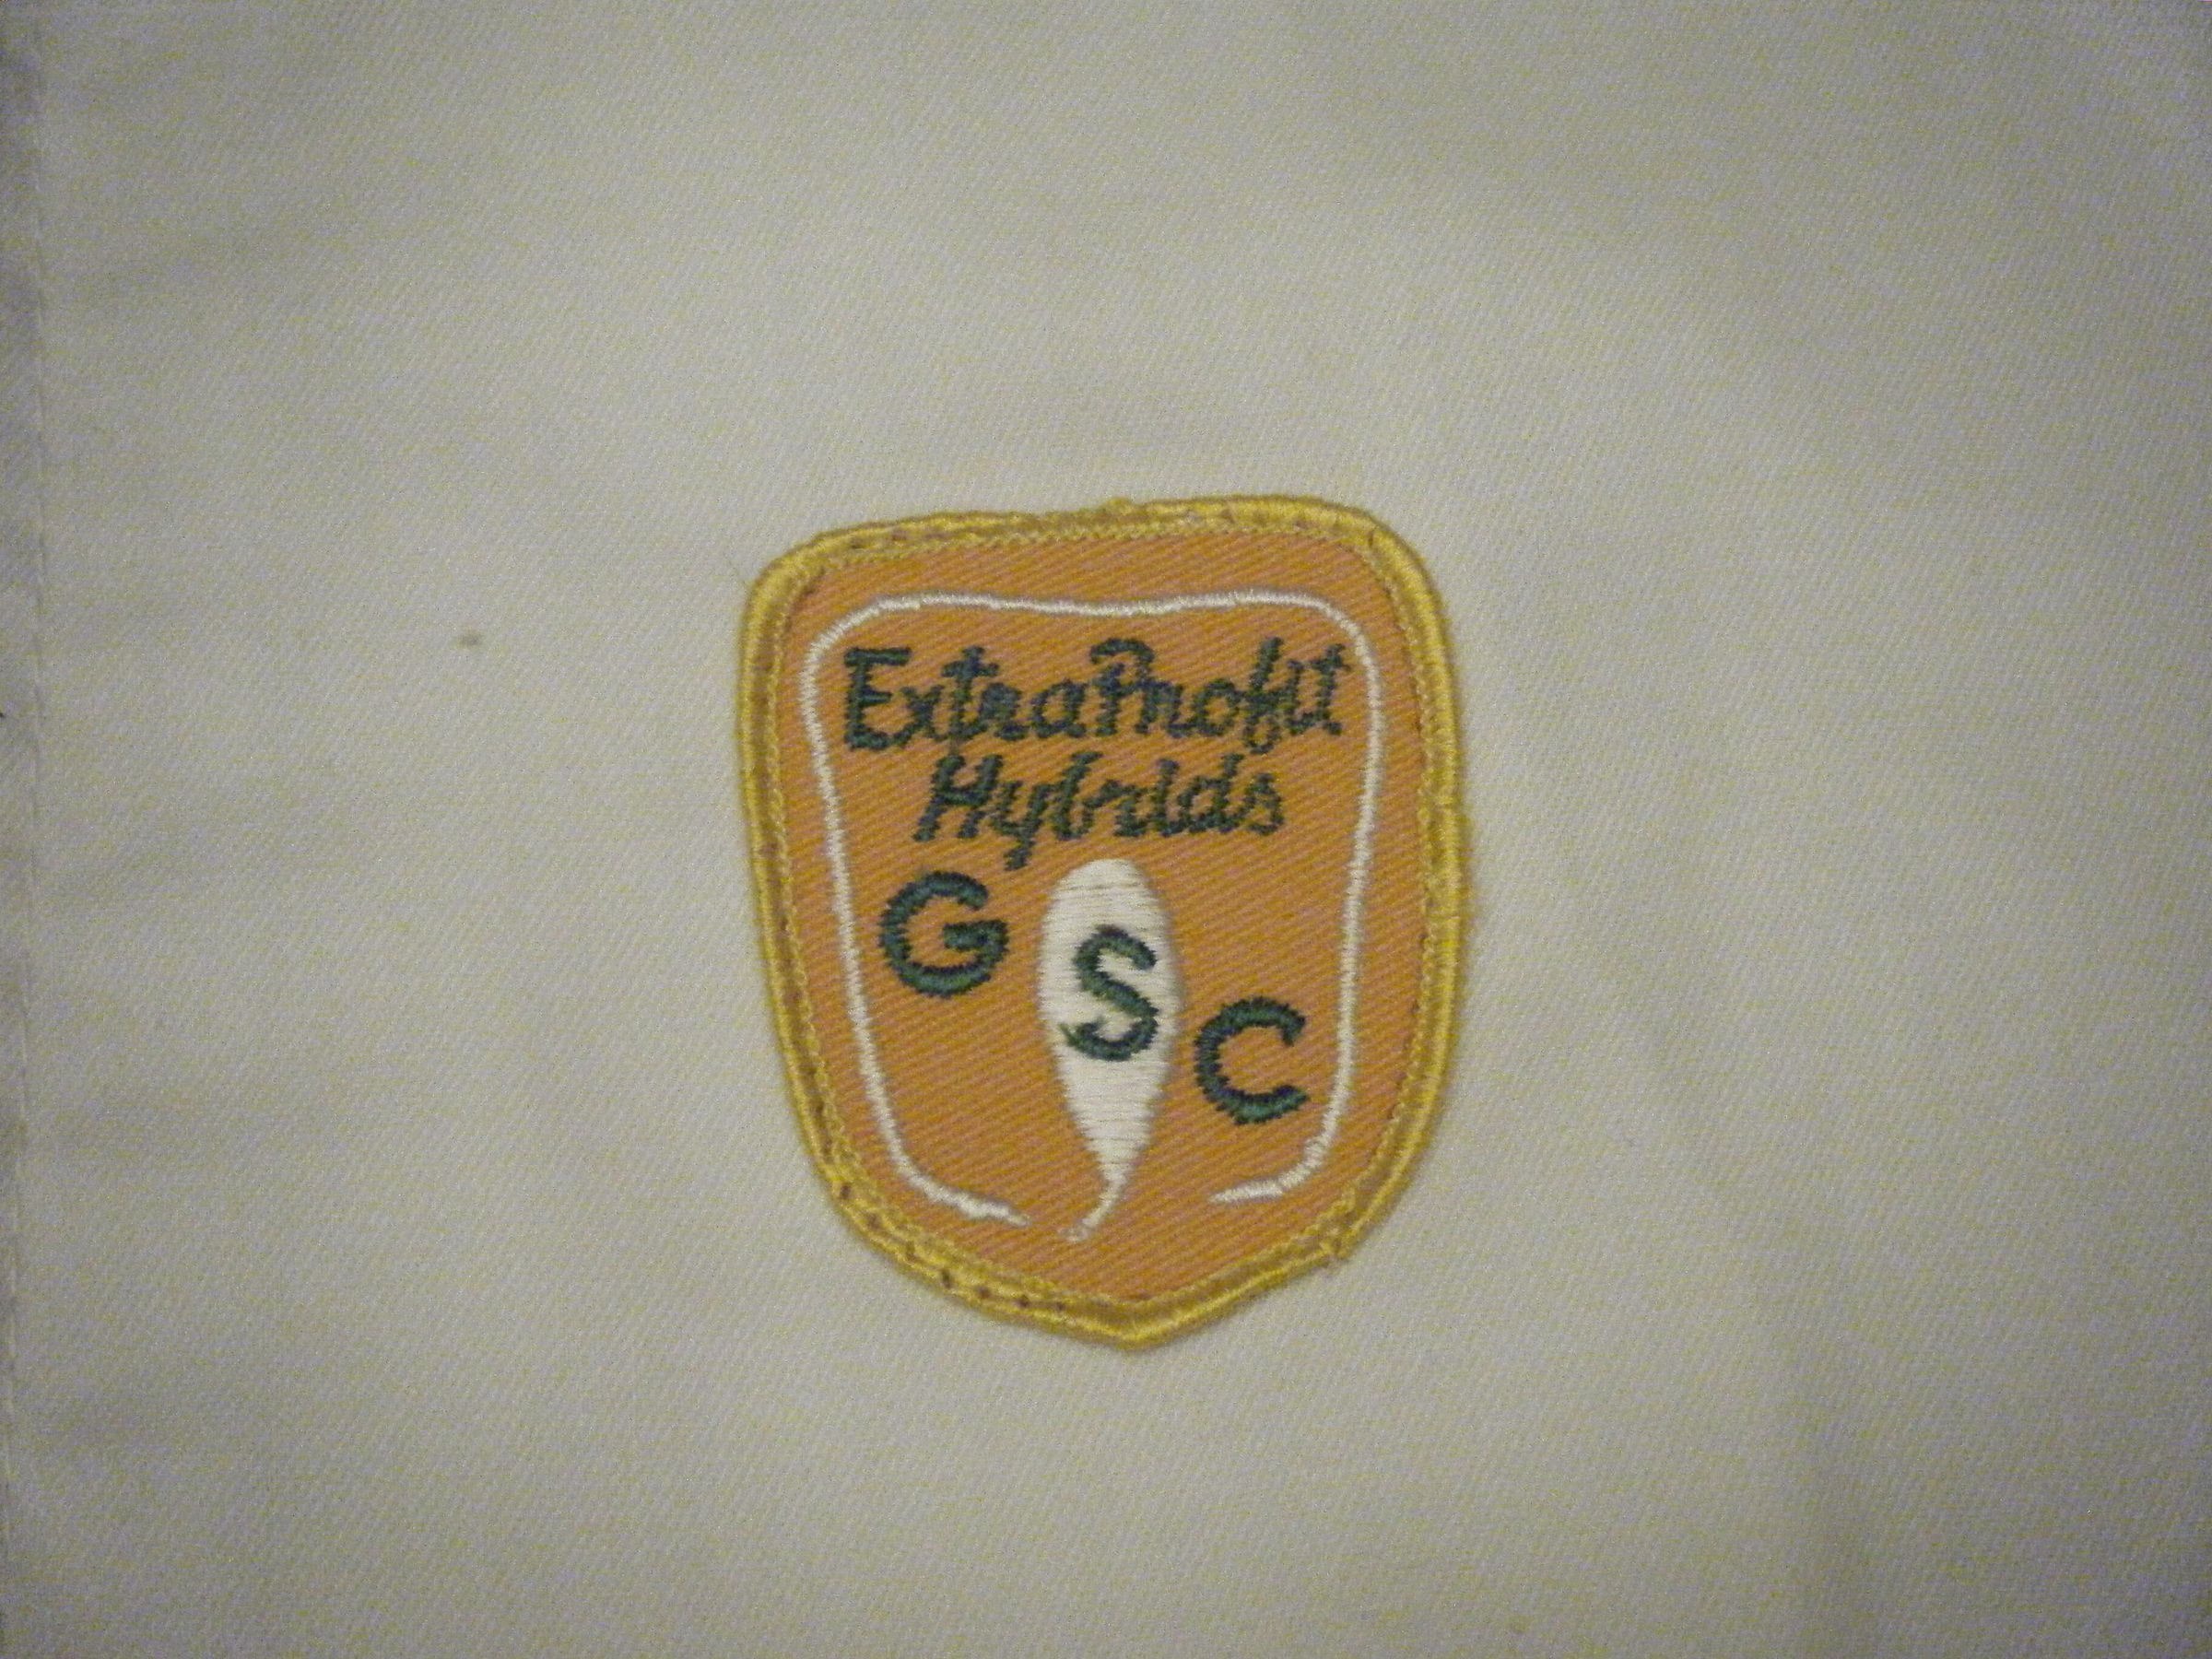 ExtraProfit
Hybrids
G S C